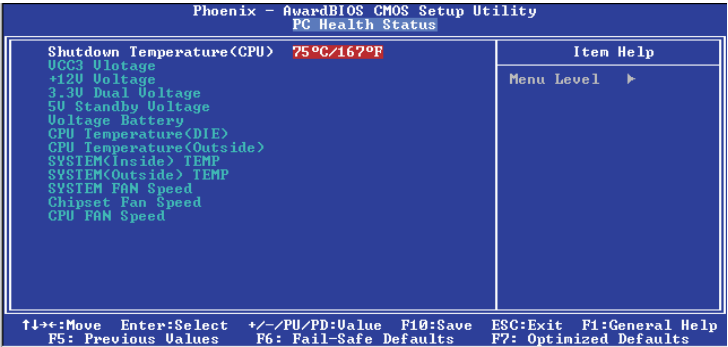 Phoenix - AwardBIOS CMOS Setup Utility
PC Health Status
Shutdown Temperature(CPU) 75°C/167°F
VCC3 Vlotage
+12V Voltage
3.3V Dual Voltage
5V Standby Voltage
Voltage Battery
CPU Temperature(DIE)
CPU Temperature(Outside)
SYSTEM(Inside) TEMP
SYSTEM(Outside) TEMP
SYSTEM FAN Speed
Chipset Fan Speed
CPU FAN Speed
Item Help
Menu Level ▶
↑↓→←:Move Enter:Select +/-/PU/PD:Value F10:Save ESC:Exit F1:General Help
F5: Previous Values F6: Fail-Safe Defaults F7: Optimized Defaults